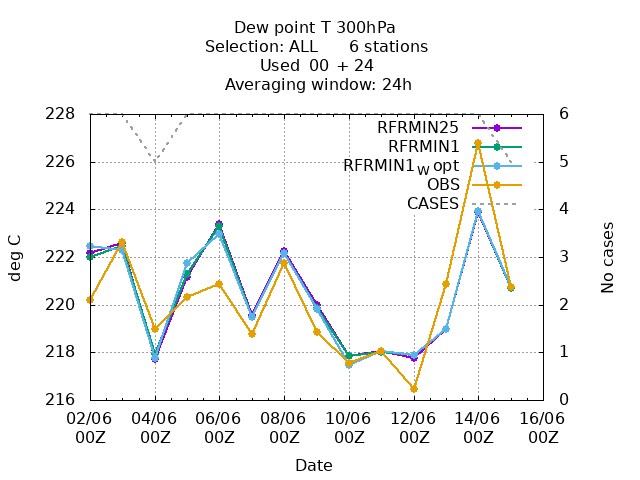 Dew point T 300hPa
Selection: ALL 6 stations
Used 00 + 24
Averaging window: 24h
228 6
RFRMIN25
RFRMIN1
226 5
RFRMIN1w opt
OBS
CASES
224 4
222 3
deg C
No cases
220 2
218 1
216 0
02/06 04/06 06/06 08/06 10/06 12/06 14/06 16/06
00Z 00Z 00Z 00Z 00Z 00Z 00Z 00Z
Date